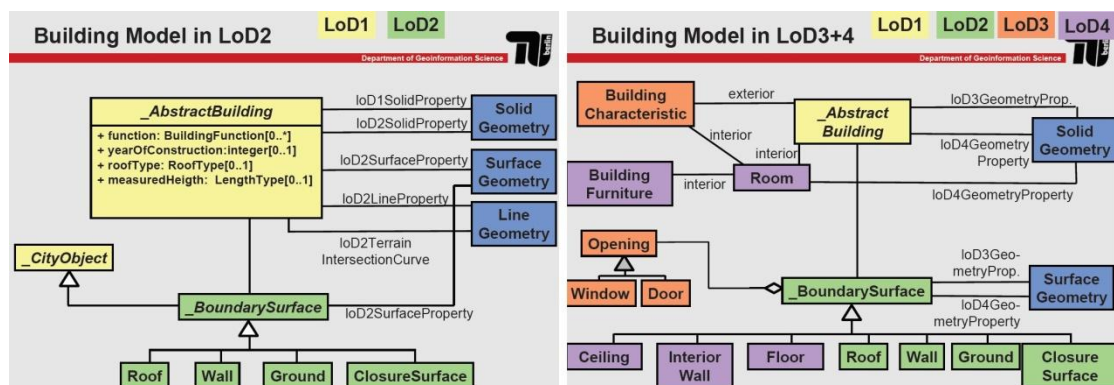 Building Model in LoD2
LoD1
LoD2
berlin
Department of Geoinformation Science
_AbstractBuilding
+ function: BuildingFunction[0..*]
+ yearOfConstruction:integer[0..1]
+ roofType: RoofType[0..1]
+ measuredHeigth: LengthType[0..1]
loD1SolidProperty
loD2SolidProperty
Solid
Geometry
loD2SurfaceProperty
Surface
Geometry
loD2LineProperty
Line
Geometry
loD2Terrain
IntersectionCurve
_CityObject
_BoundarySurface
loD2SurfaceProperty
Roof
Wall
Ground
ClosureSurface
Building Model in LoD3+4
LoD1
LoD2
LoD3
LoD4
berlin
Department of Geoinformation Science
Building
Characteristic
exterior
_Abstract
Building
loD3GeometryProp.
Solid
Geometry
loD4Geometry
Property
interior
interior
Building
Furniture
interior
Room
loD4GeometryProperty
Opening
Window
Door
_BoundarySurface
loD3Geo-
metryProp.
Surface
Geometry
loD4Geo-
metryProperty
Ceiling
Interior
Wall
Floor
Roof
Wall
Ground
Closure
Surface